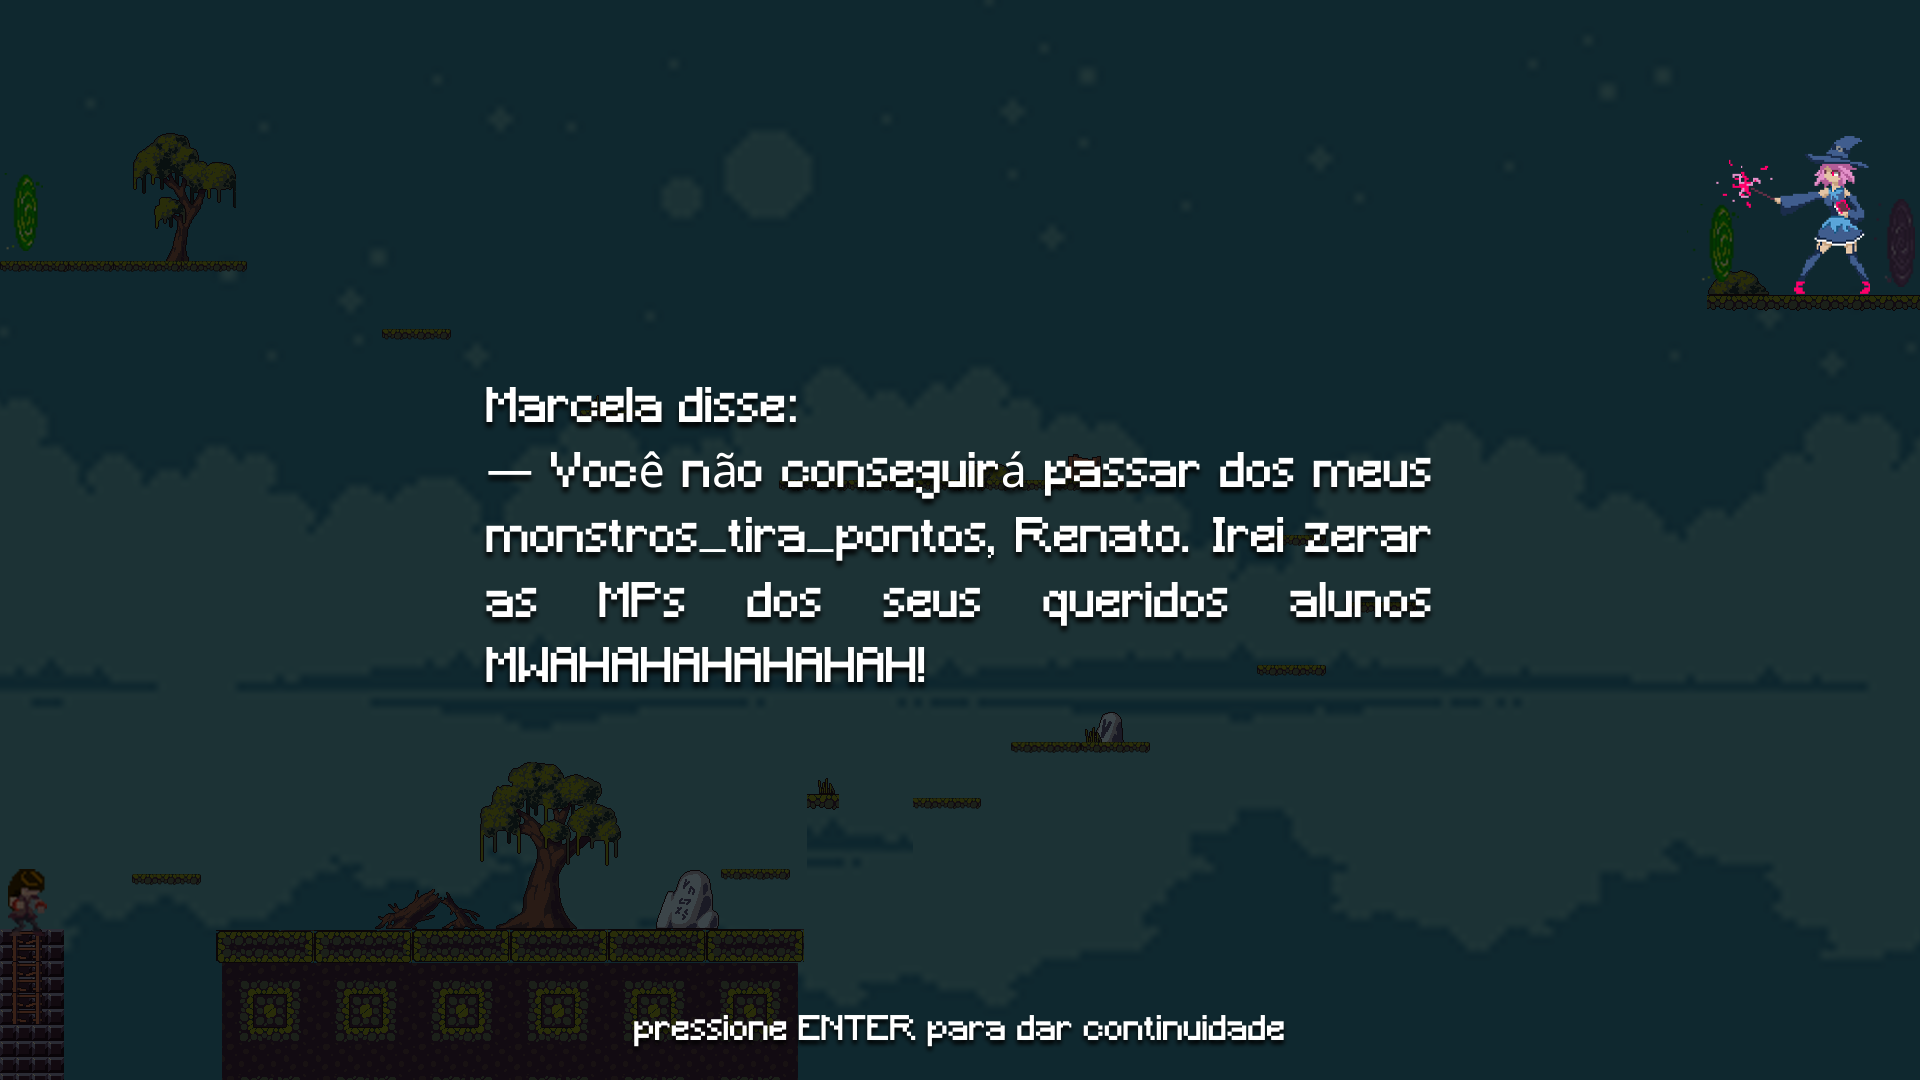 Marcela disse:
— Você não conseguirá passar dos meus
monstros_tira_pontos, Renato. Irei zerar
as MPs dos seus queridos alunos
MWAHAHAHAHAHAH!
pressione ENTER para dar continuidade